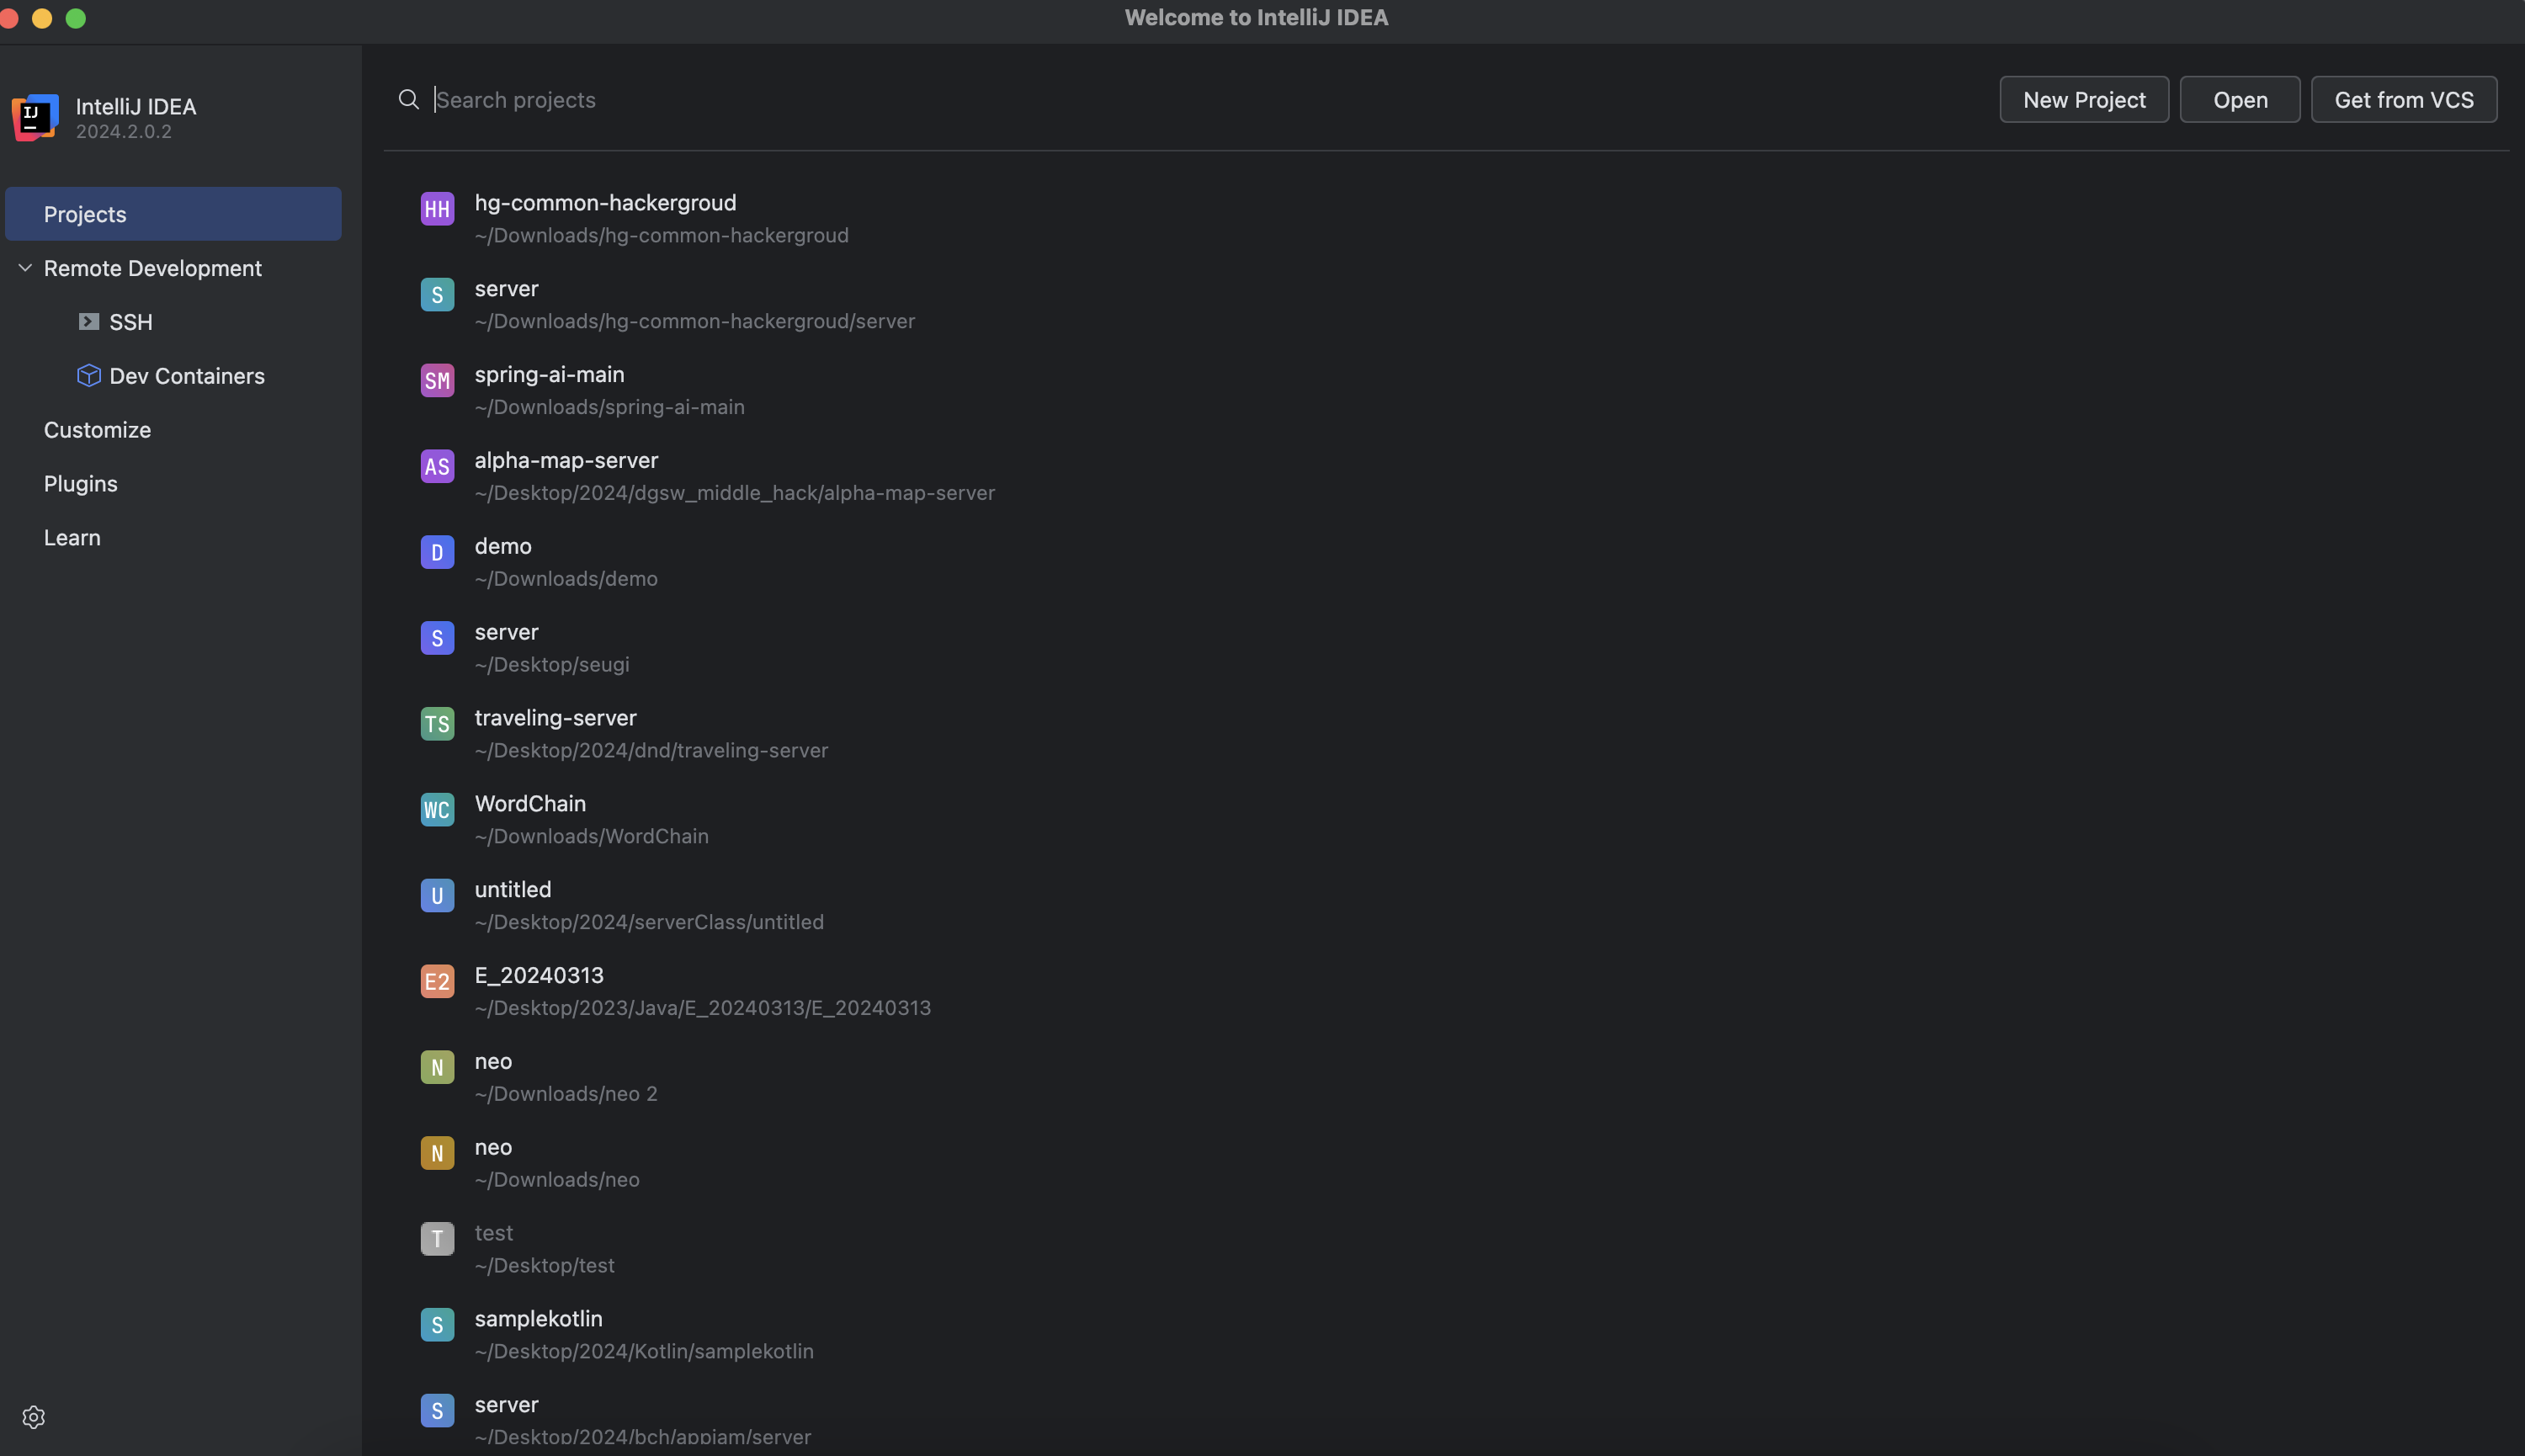 Welcome to IntelliJ IDEA
IJ
IntelliJ IDEA
2024.2.0.2
Projects
Remote Development
SSH
Dev Containers
Customize
Plugins
Learn
Search projects
New Project
Open
Get from VCS
HH
hg-common-hackergroud
~/Downloads/hg-common-hackergroud
S
server
~/Downloads/hg-common-hackergroud/server
SM
spring-ai-main
~/Downloads/spring-ai-main
AS
alpha-map-server
~/Desktop/2024/dgsw_middle_hack/alpha-map-server
D
demo
~/Downloads/demo
S
server
~/Desktop/seugi
TS
traveling-server
~/Desktop/2024/dnd/traveling-server
WC
WordChain
~/Downloads/WordChain
U
untitled
~/Desktop/2024/serverClass/untitled
E2
E_20240313
~/Desktop/2023/Java/E_20240313/E_20240313
N
neo
~/Downloads/neo 2
N
neo
~/Downloads/neo
T
test
~/Desktop/test
S
samplekotlin
~/Desktop/2024/Kotlin/samplekotlin
S
server
~/Desktop/2024/bch/appjam/server